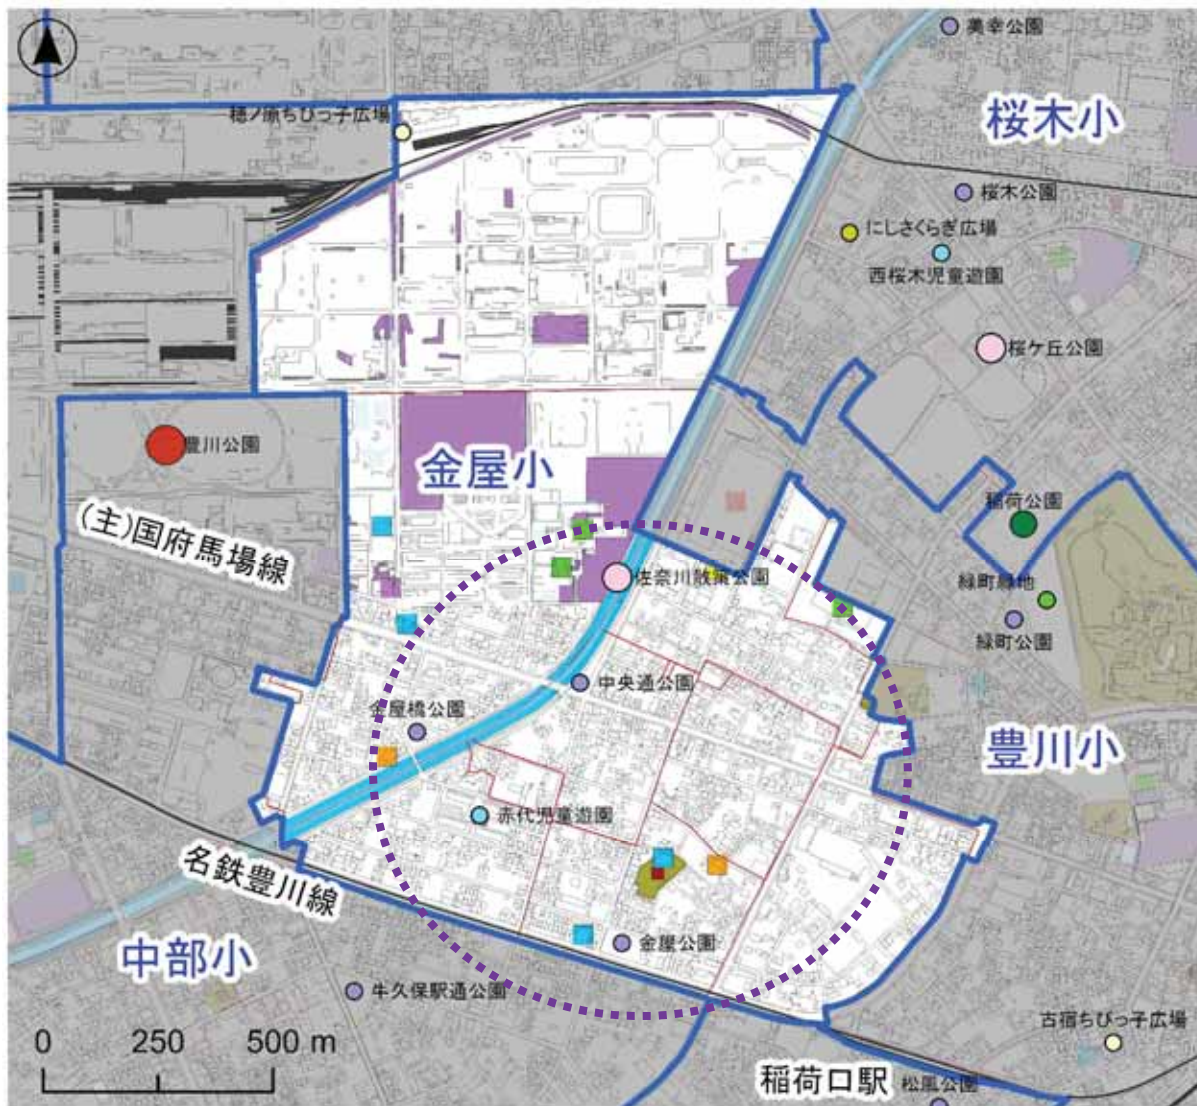 美幸公園
桜木小
穂ノ原ちびっ子広場
桜木公園
にしさくらぎ広場
西桜木児童遊園
桜ケ丘公園
豊川公園
金屋小
稲荷公園
(主)国府馬場線
佐奈川散策公園
緑町緑地
緑町公園
中央通公園
金屋橋公園
豊川小
赤代児童遊園
名鉄豊川線
金屋公園
中部小
牛久保駅通公園
古宿ちびっ子広場
0 250 500 m
稲荷口駅
松風公園